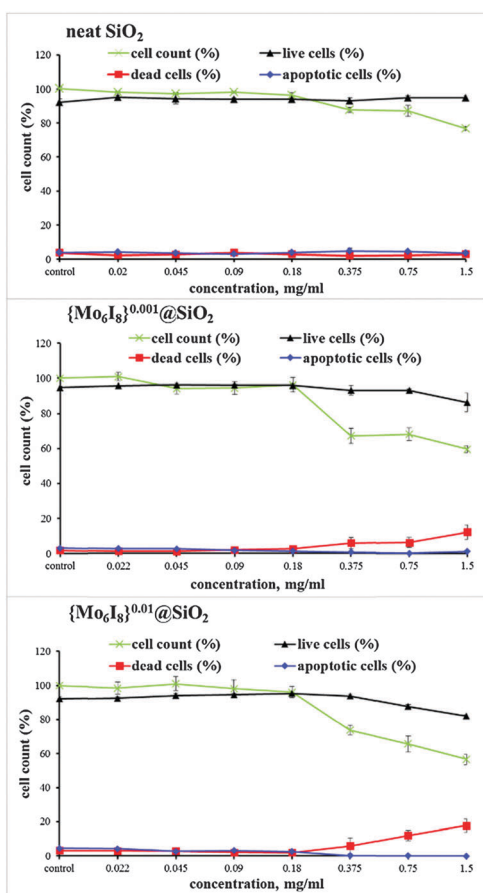 neat SiO₂
cell count (%) live cells (%)
dead cells (%) apoptotic cells (%)
cell count (%)
120
100
80
60
40
20
0
control 0.02 0.045 0.09 0.18 0.375 0.75 1.5
concentration, mg/ml
{Mo₆I₈}⁰·⁰⁰¹@SiO₂
cell count (%) live cells (%)
dead cells (%) apoptotic cells (%)
cell count (%)
120
100
80
60
40
20
0
control 0.022 0.045 0.09 0.18 0.375 0.75 1.5
concentration, mg/ml
{Mo₆I₈}⁰·⁰¹@SiO₂
cell count (%) live cells (%)
dead cells (%) apoptotic cells (%)
cell count (%)
120
100
80
60
40
20
0
control 0.022 0.045 0.09 0.18 0.375 0.75 1.5
concentration, mg/ml